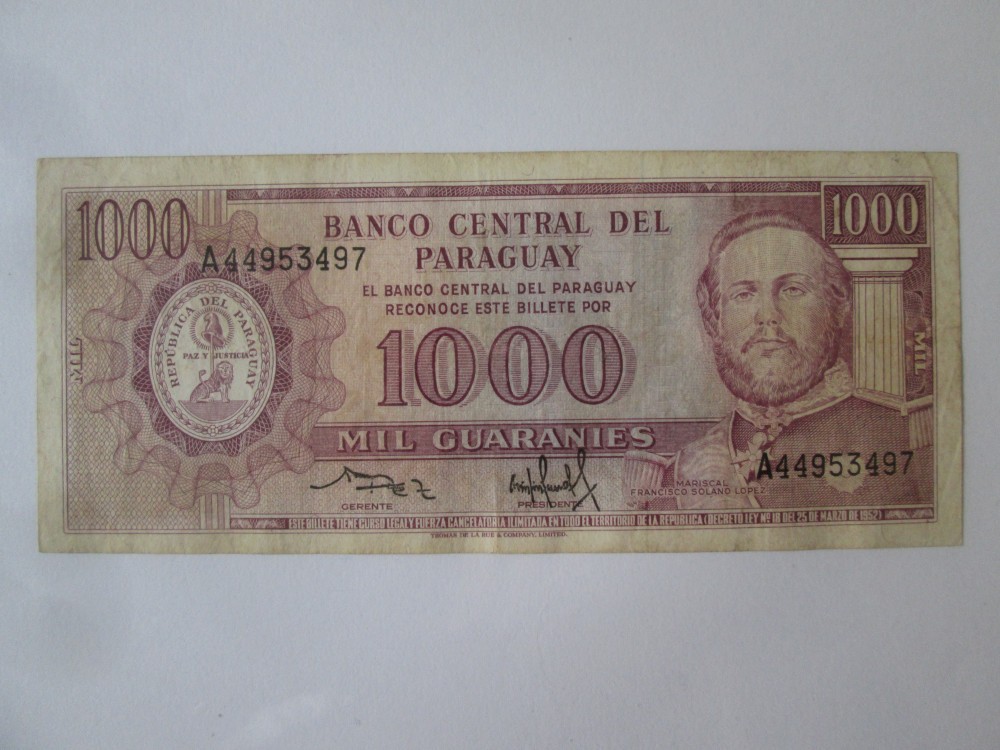 1000
1000
A44953497
BANCO CENTRAL DEL
PARAGUAY
EL BANCO CENTRAL DEL PARAGUAY
RECONOCE ESTE BILLETE POR
1000
MIL GUARANIES
REPÚBLICA DEL PARAGUAY
PAZ Y JUSTICIA
MIL
MIL
A44953497
MARISCAL
FRANCISCO SOLANO LOPEZ
GERENTE
PRESIDENTE
ESTE BILLETE TIENE CURSO LEGAL Y FUERZA CANCELATORIA ILIMITADA EN TODO EL TERRITORIO DE LA REPÚBLICA (DECRETO LEY Nº 18 DEL 25 DE MARZO DE 1952)
THOMAS DE LA RUE & COMPANY, LIMITED.